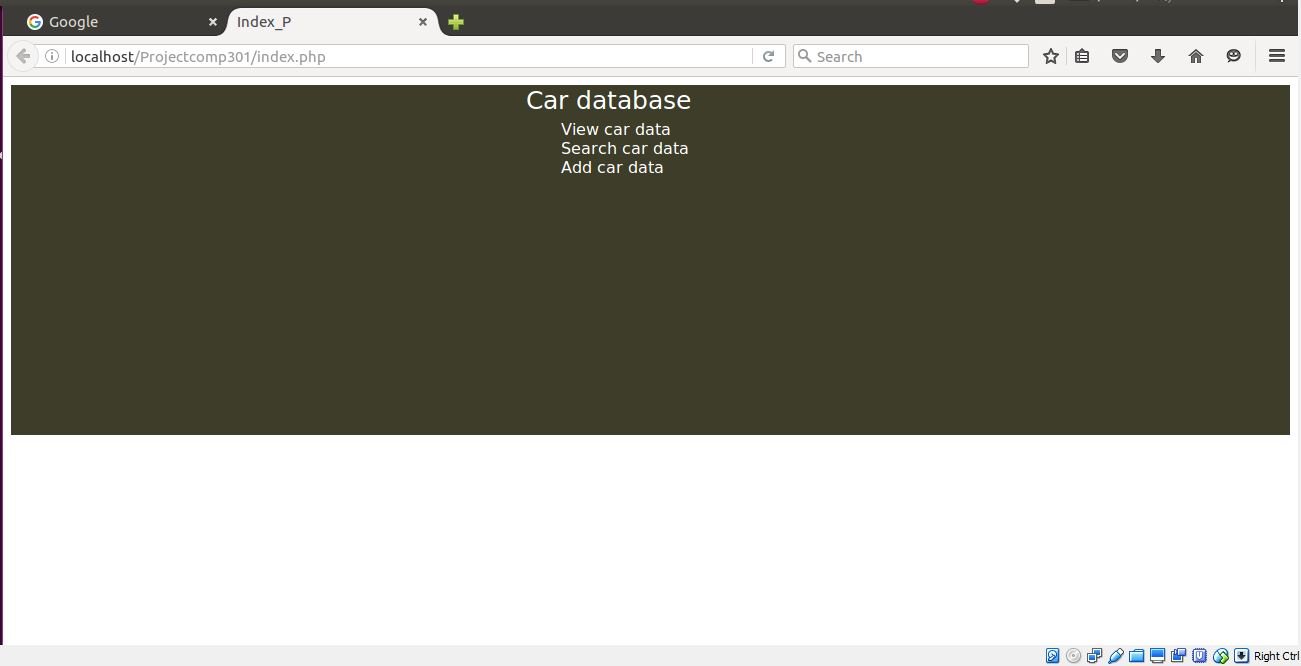 Google
Index_P
localhost/Projectcomp301/index.php
Search
Car database
View car data
Search car data
Add car data
Right Ctrl